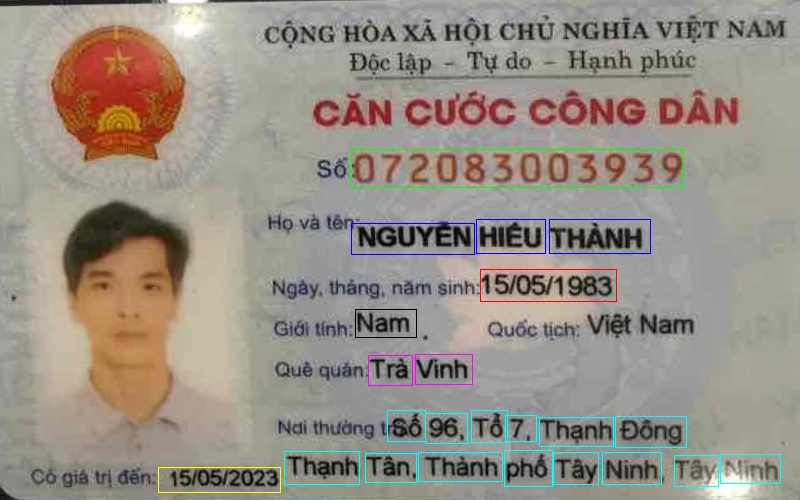 CỘNG HÒA XÃ HỘI CHỦ NGHĨA VIỆT NAM
Độc lập - Tự do - Hạnh phúc
CĂN CƯỚC CÔNG DÂN
Số: 072083003939
Họ và tên: NGUYỄN HIẾU THÀNH
Ngày, tháng, năm sinh: 15/05/1983
Giới tính: Nam. Quốc tịch: Việt Nam
Quê quán: Trà Vinh
Nơi thường trú: Số 96, Tổ 7, Thạnh Đông
Thạnh Tân, Thành phố Tây Ninh, Tây Ninh
Có giá trị đến: 15/05/2023